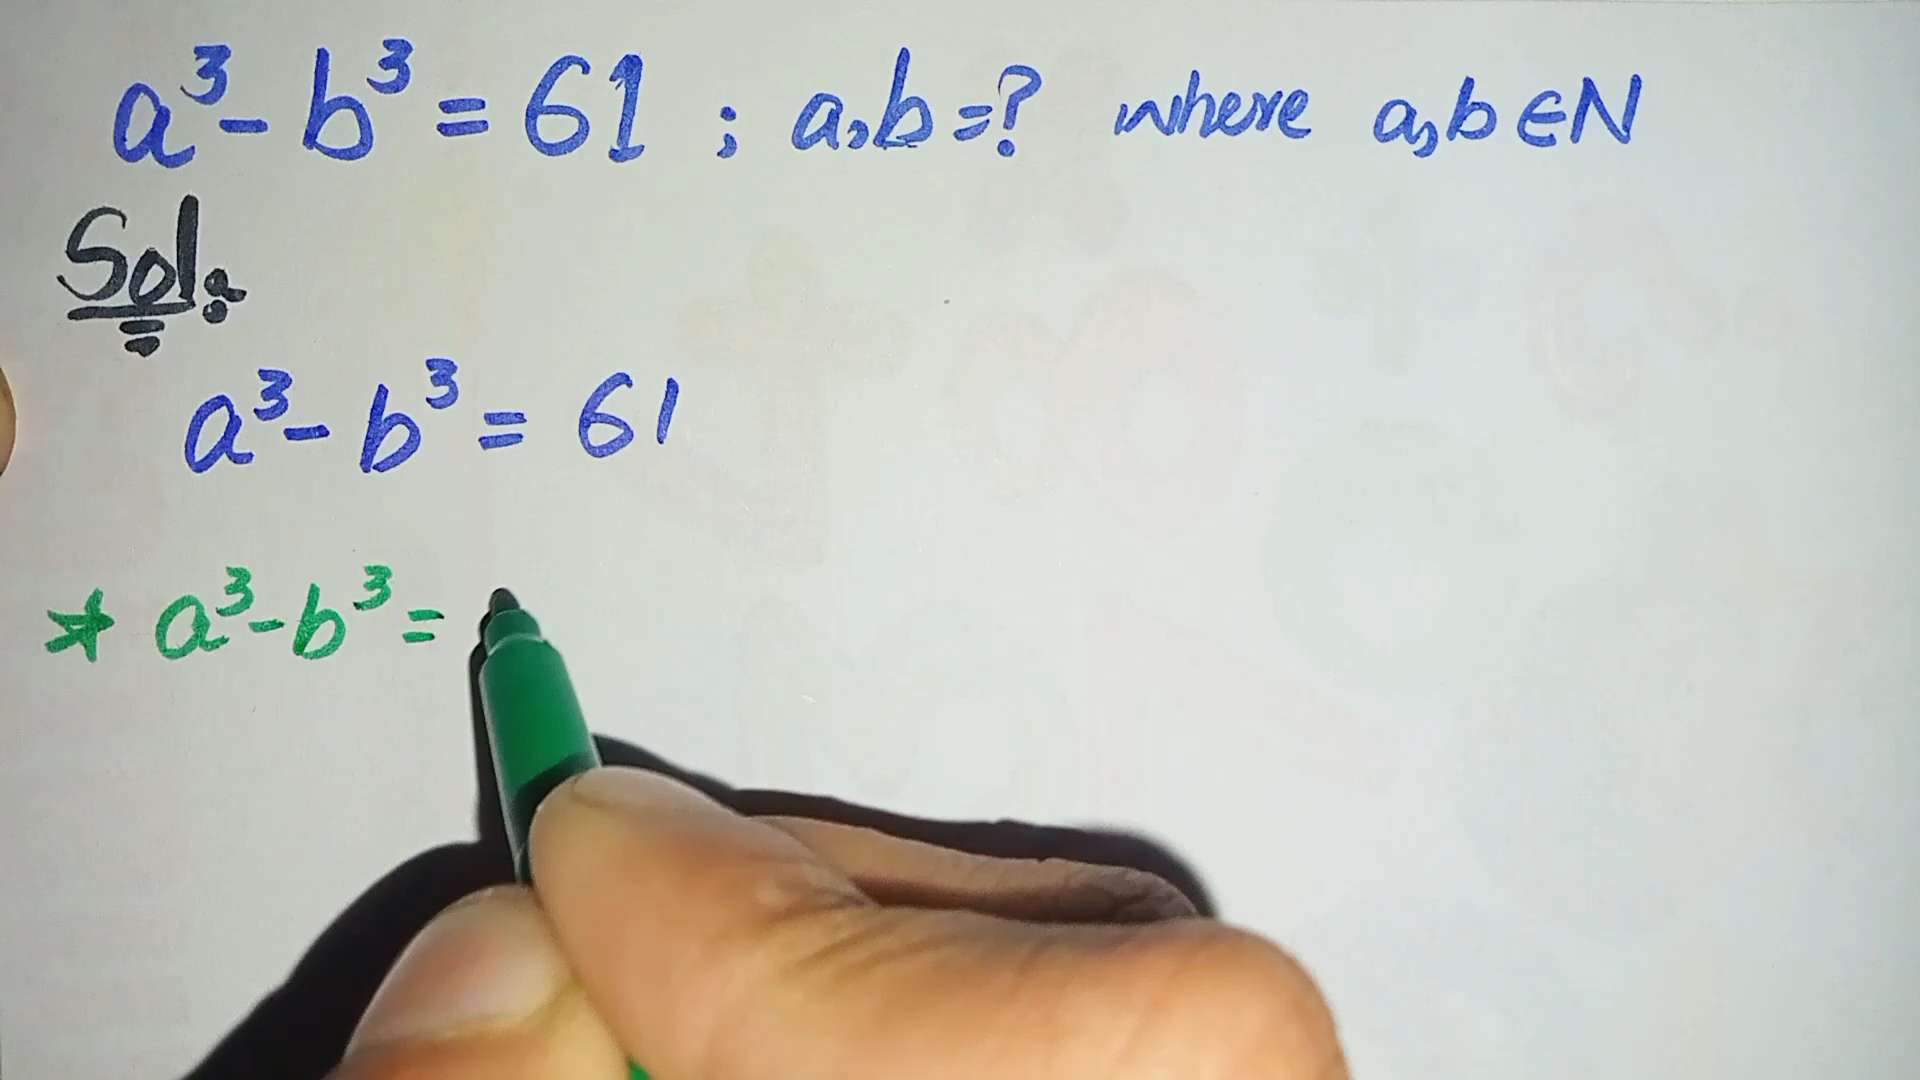 a³-b³=61 ; a,b=? where a,b∈N
Sol:
a³-b³=61
* a³-b³=